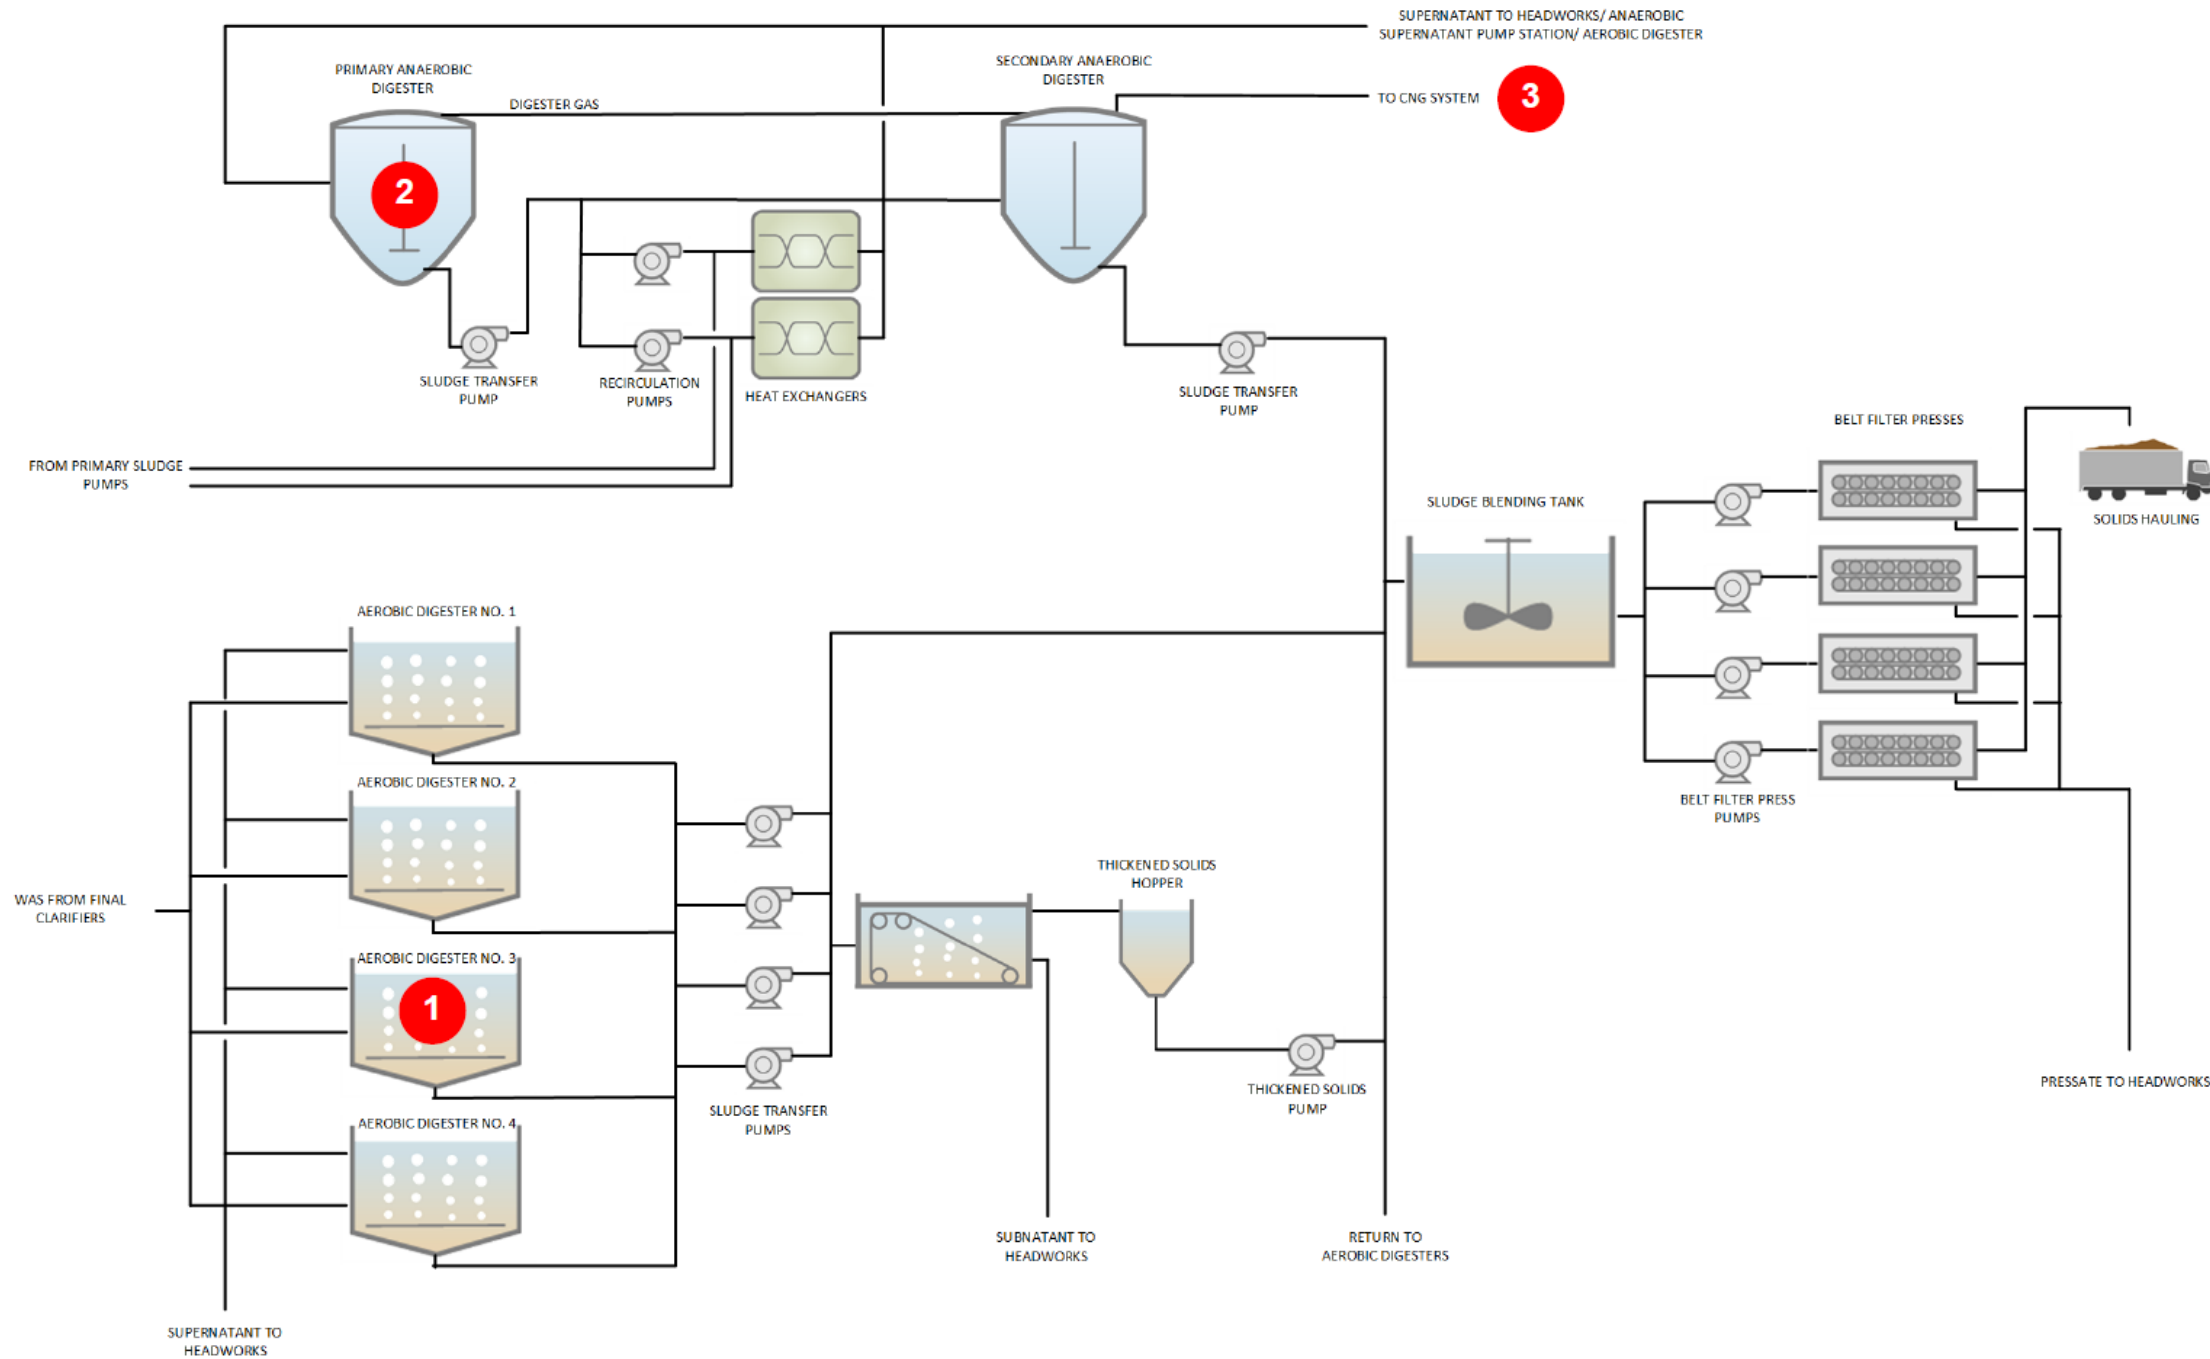 SUPERNATANT TO HEADWORKS/ ANAEROBIC
SUPERNATANT PUMP STATION/ AEROBIC DIGESTER
PRIMARY ANAEROBIC
DIGESTER
SECONDARY ANAEROBIC
DIGESTER
DIGESTER GAS
TO CNG SYSTEM
3
2
SLUDGE TRANSFER
PUMP
RECIRCULATION
PUMPS
HEAT EXCHANGERS
SLUDGE TRANSFER
PUMP
BELT FILTER PRESSES
FROM PRIMARY SLUDGE
PUMPS
SLUDGE BLENDING TANK
SOLIDS HAULING
AEROBIC DIGESTER NO. 1
AEROBIC DIGESTER NO. 2
BELT FILTER PRESS
PUMPS
THICKENED SOLIDS
HOPPER
WAS FROM FINAL
CLARIFIERS
AEROBIC DIGESTER NO. 3
1
SLUDGE TRANSFER
PUMPS
THICKENED SOLIDS
PUMP
PRESSATE TO HEADWORKS
AEROBIC DIGESTER NO. 4
SUBNATANT TO
HEADWORKS
RETURN TO
AEROBIC DIGESTERS
SUPERNATANT TO
HEADWORKS